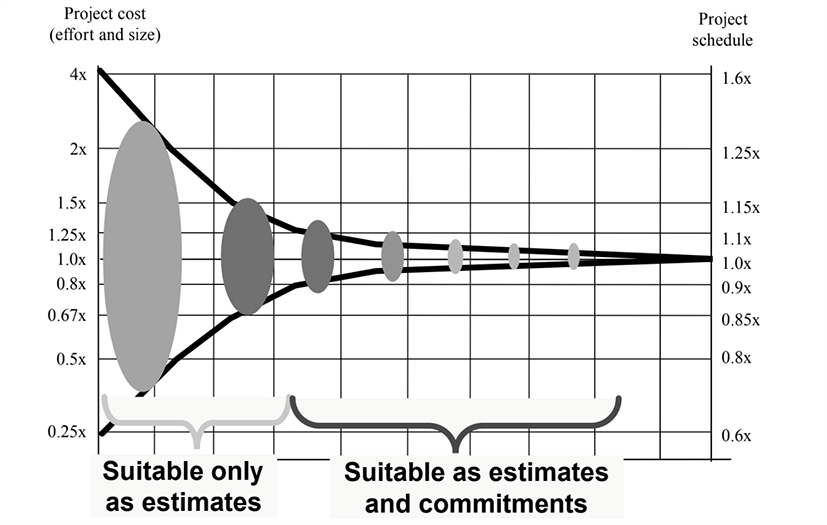 Project cost
(effort and size)
Project
schedule
4x
2x
1.5x
1.25x
1.0x
0.8x
0.67x
0.5x
0.25x
1.6x
1.25x
1.15x
1.1x
1.0x
0.9x
0.85x
0.8x
0.6x
Suitable only
as estimates
Suitable as estimates
and commitments